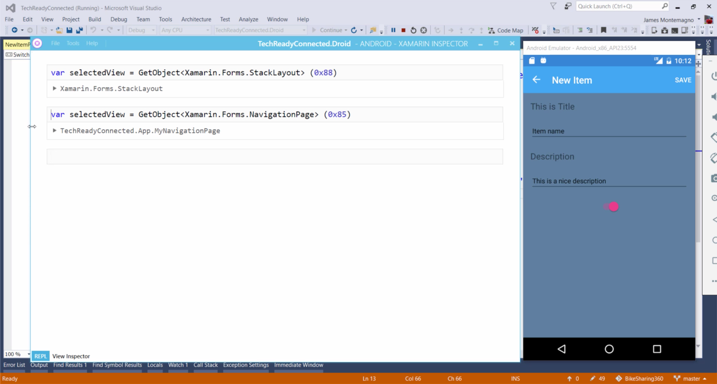 TechReadyConnected (Running) - Microsoft Visual Studio
Quick Launch (Ctrl+Q)
File Edit View Project Build Debug Team Tools Architecture Test Analyze Window Help
James Montemagno
Debug Any CPU TechReadyConnected.Droid Continue Code Map
NewItemP
Switch
File Tools Help
TechReadyConnected.Droid - ANDROID - XAMARIN INSPECTOR
var selectedView = GetObject<Xamarin.Forms.StackLayout> (0x88)
Xamarin.Forms.StackLayout
var selectedView = GetObject<Xamarin.Forms.NavigationPage> (0x85)
TechReadyConnected.App.MyNavigationPage
REPL View Inspector
Android Emulator - Android_x86_API23:5554
10:12
New Item SAVE
This is Title
Item name
Description
This is a nice description
100 %
Error List Output Find Results 1 Find Symbol Results Locals Watch 1 Call Stack Exception Settings Immediate Window
Ready Ln 13 Col 66 Ch 66 INS 0 49 BikeSharing360 master